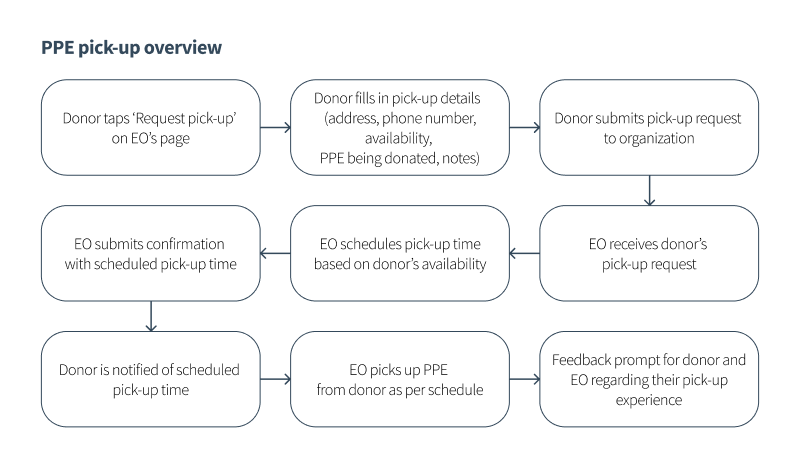 PPE pick-up overview
Donor taps ‘Request pick-up’
on EO’s page
Donor fills in pick-up details
(address, phone number,
availability,
PPE being donated, notes)
Donor submits pick-up request
to organization
EO receives donor’s
pick-up request
EO schedules pick-up time
based on donor’s availability
EO submits confirmation
with scheduled pick-up time
Donor is notified of scheduled
pick-up time
EO picks up PPE
from donor as per schedule
Feedback prompt for donor and
EO regarding their pick-up
experience